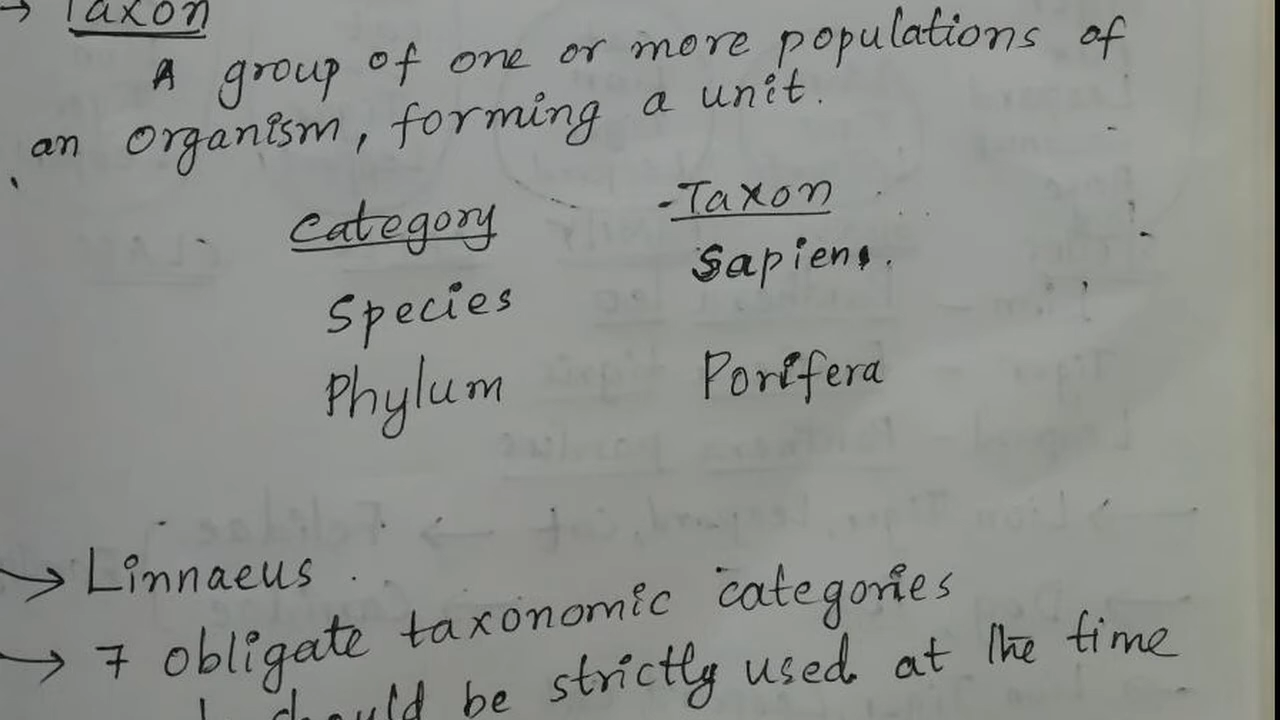 → Taxon
A group of one or more populations of
an organism, forming a unit.
Category - Taxon
Species Sapiens.
Phylum Porifera
→ Linnaeus.
→ 7 obligate taxonomic categories
should be strictly used at the time